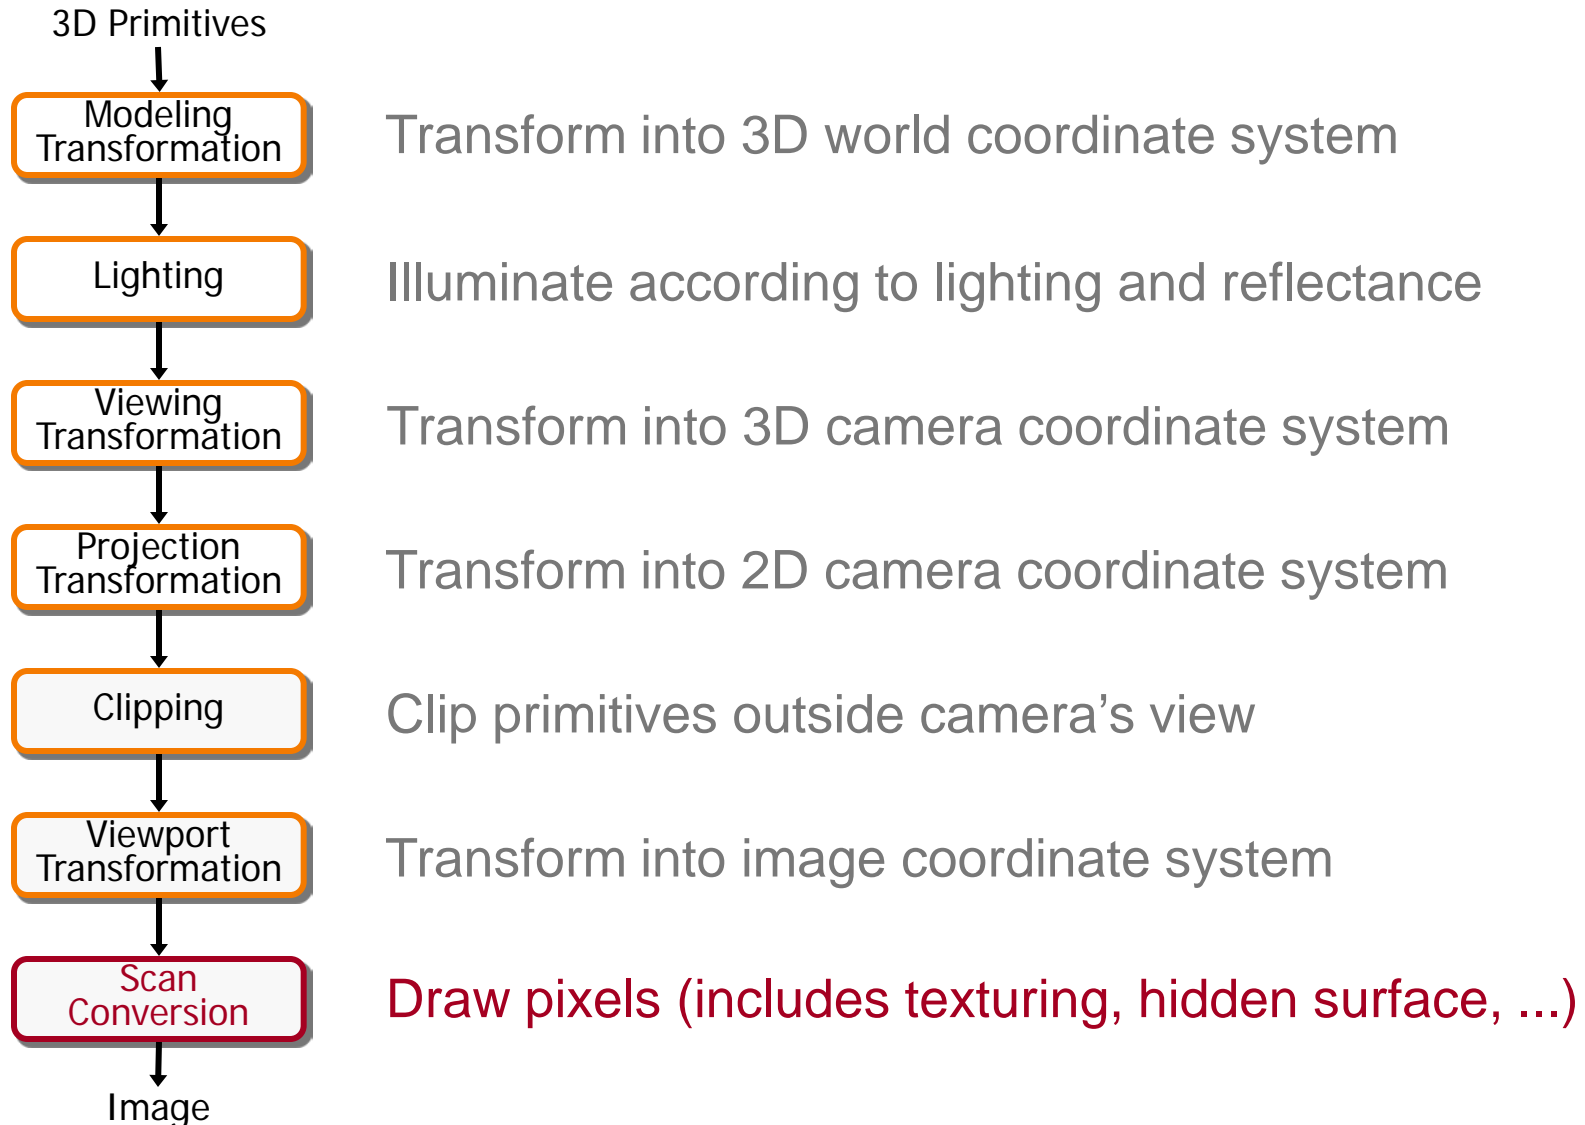 3D Primitives
Modeling
Transformation
Transform into 3D world coordinate system
Lighting
Illuminate according to lighting and reflectance
Viewing
Transformation
Transform into 3D camera coordinate system
Projection
Transformation
Transform into 2D camera coordinate system
Clipping
Clip primitives outside camera’s view
Viewport
Transformation
Transform into image coordinate system
Scan
Conversion
Draw pixels (includes texturing, hidden surface, ...)
Image